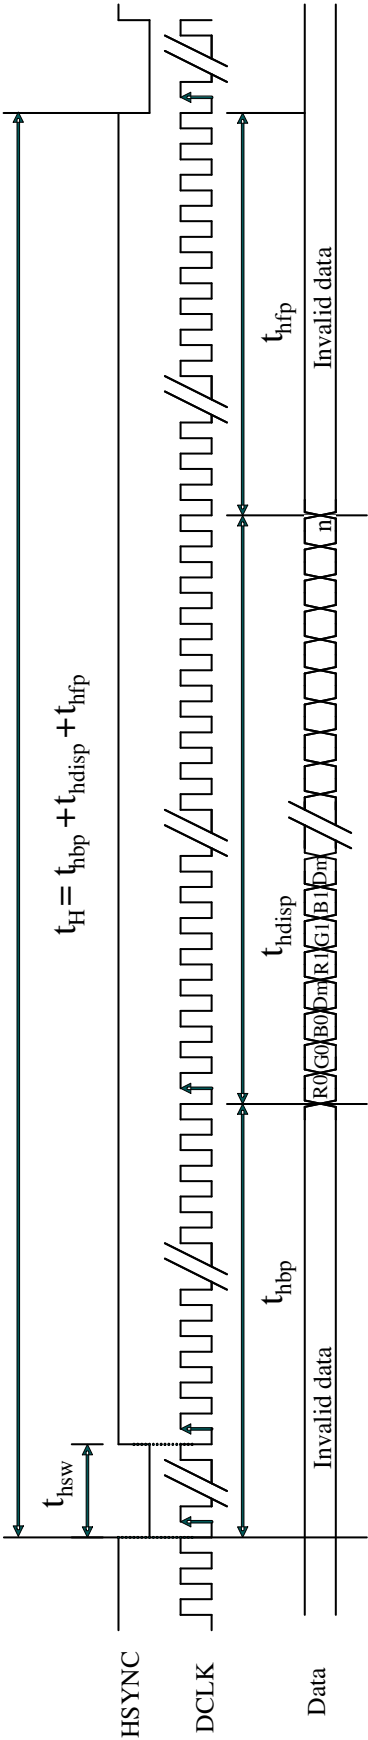 t_H = t_hbp + t_hdisp + t_hfp
t_hsw
HSYNC
DCLK
t_hbp
t_hdisp
t_hfp
Data
Invalid data
R0 G0 B0 Dm R1 G1 B1 Dm
n
Invalid data